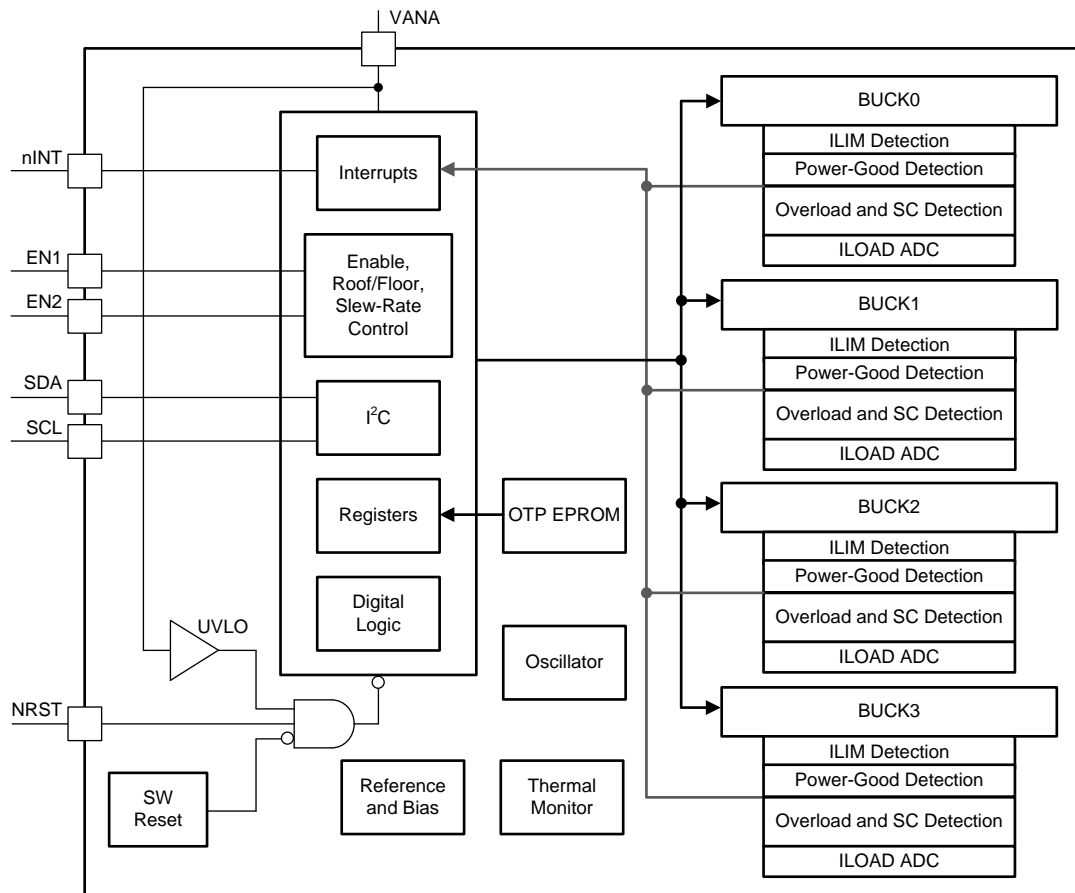 VANA
nINT
EN1
EN2
SDA
SCL
NRST
Interrupts
Enable,
Roof/Floor,
Slew-Rate
Control
I²C
Registers
Digital
Logic
OTP EPROM
UVLO
Oscillator
SW
Reset
Reference
and Bias
Thermal
Monitor
BUCK0
ILIM Detection
Power-Good Detection
Overload and SC Detection
ILOAD ADC
BUCK1
ILIM Detection
Power-Good Detection
Overload and SC Detection
ILOAD ADC
BUCK2
ILIM Detection
Power-Good Detection
Overload and SC Detection
ILOAD ADC
BUCK3
ILIM Detection
Power-Good Detection
Overload and SC Detection
ILOAD ADC